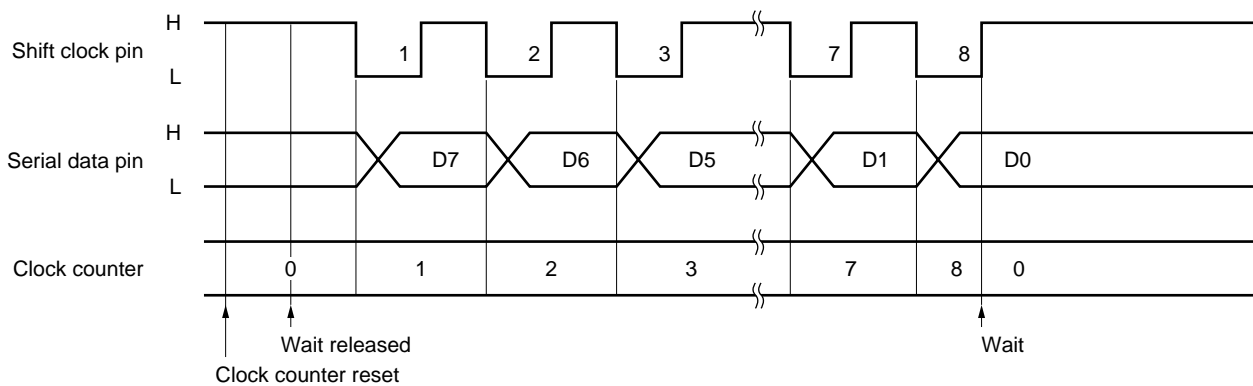 H
Shift clock pin
L
1 2 3 7 8
H
Serial data pin
L
D7 D6 D5 D1 D0
Clock counter
0 1 2 3 7 8 0
Wait released
Wait
Clock counter reset